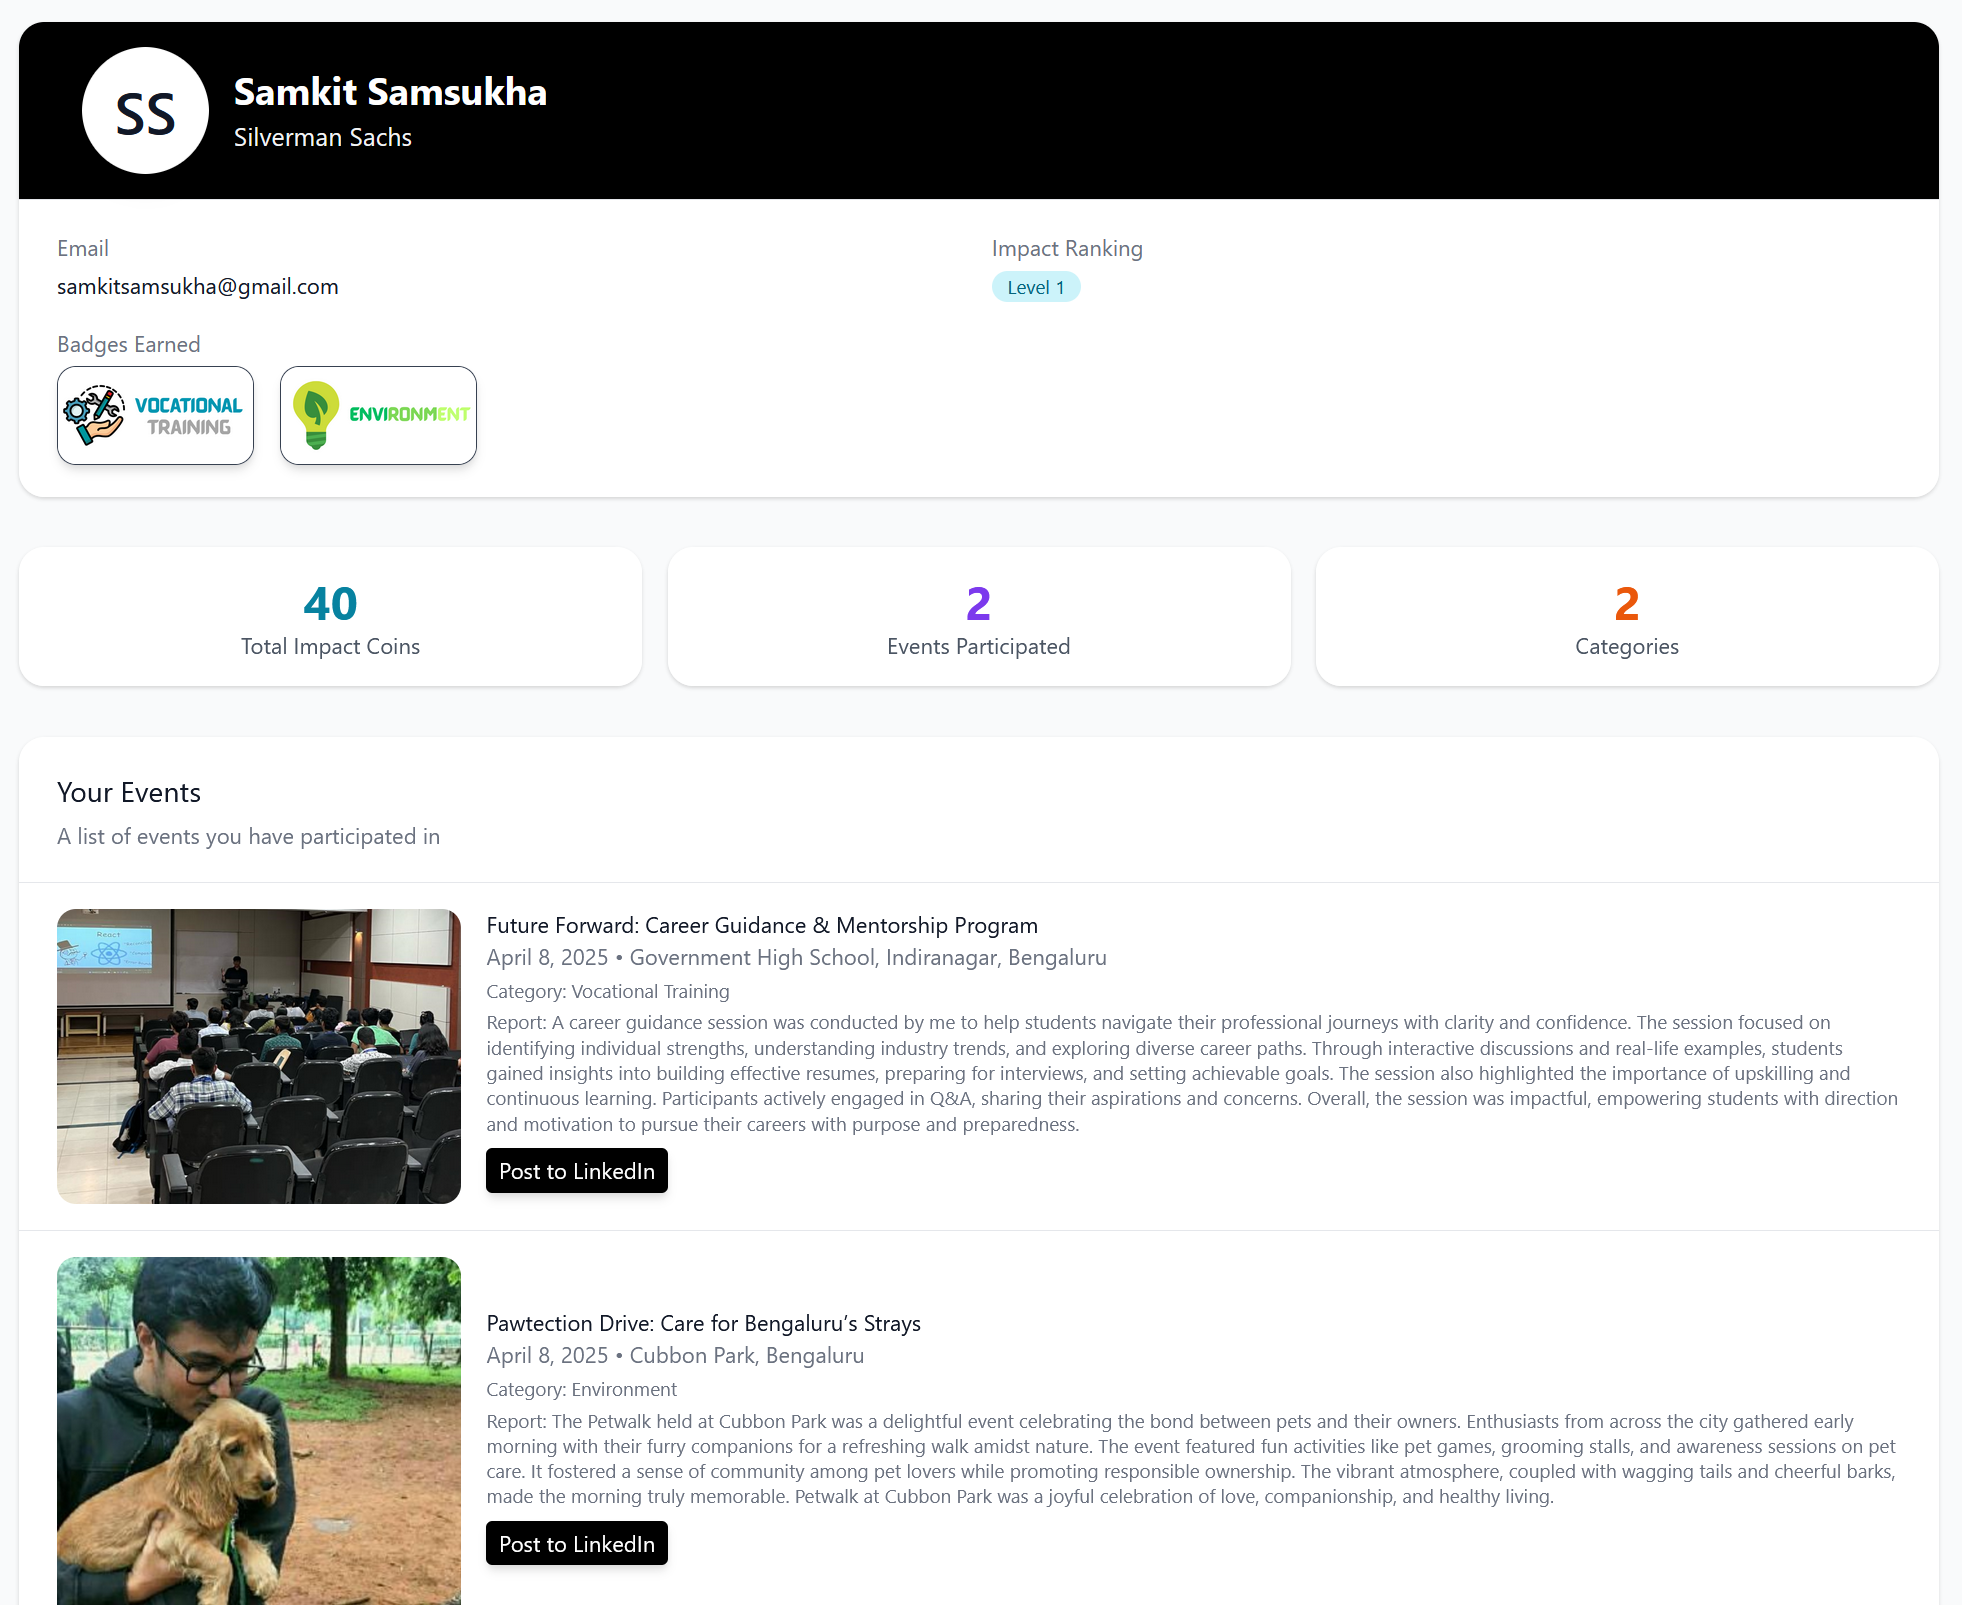 SS
Samkit Samsukha
Silverman Sachs
Email
samkitsamsukha@gmail.com
Impact Ranking
Level 1
Badges Earned
VOCATIONAL
TRAINING
ENVIRONMENT
40
Total Impact Coins
2
Events Participated
2
Categories
Your Events
A list of events you have participated in
React
Future Forward: Career Guidance & Mentorship Program
April 8, 2025 • Government High School, Indiranagar, Bengaluru
Category: Vocational Training
Report: A career guidance session was conducted by me to help students navigate their professional journeys with clarity and confidence. The session focused on
identifying individual strengths, understanding industry trends, and exploring diverse career paths. Through interactive discussions and real-life examples, students
gained insights into building effective resumes, preparing for interviews, and setting achievable goals. The session also highlighted the importance of upskilling and
continuous learning. Participants actively engaged in Q&A, sharing their aspirations and concerns. Overall, the session was impactful, empowering students with direction
and motivation to pursue their careers with purpose and preparedness.
Post to LinkedIn
Pawtection Drive: Care for Bengaluru’s Strays
April 8, 2025 • Cubbon Park, Bengaluru
Category: Environment
Report: The Petwalk held at Cubbon Park was a delightful event celebrating the bond between pets and their owners. Enthusiasts from across the city gathered early
morning with their furry companions for a refreshing walk amidst nature. The event featured fun activities like pet games, grooming stalls, and awareness sessions on pet
care. It fostered a sense of community among pet lovers while promoting responsible ownership. The vibrant atmosphere, coupled with wagging tails and cheerful barks,
made the morning truly memorable. Petwalk at Cubbon Park was a joyful celebration of love, companionship, and healthy living.
Post to LinkedIn